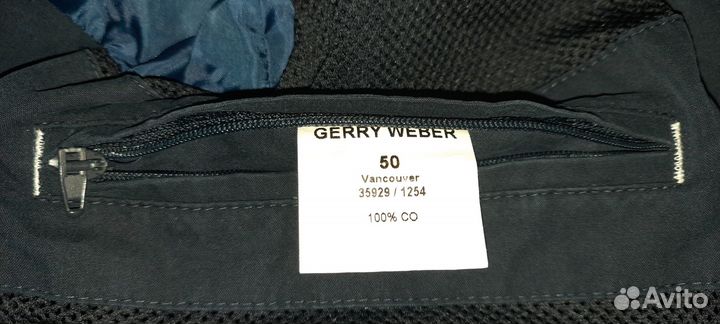 GERRY WEBER
50
Vancouver
35929 / 1254
100% CO
Avito